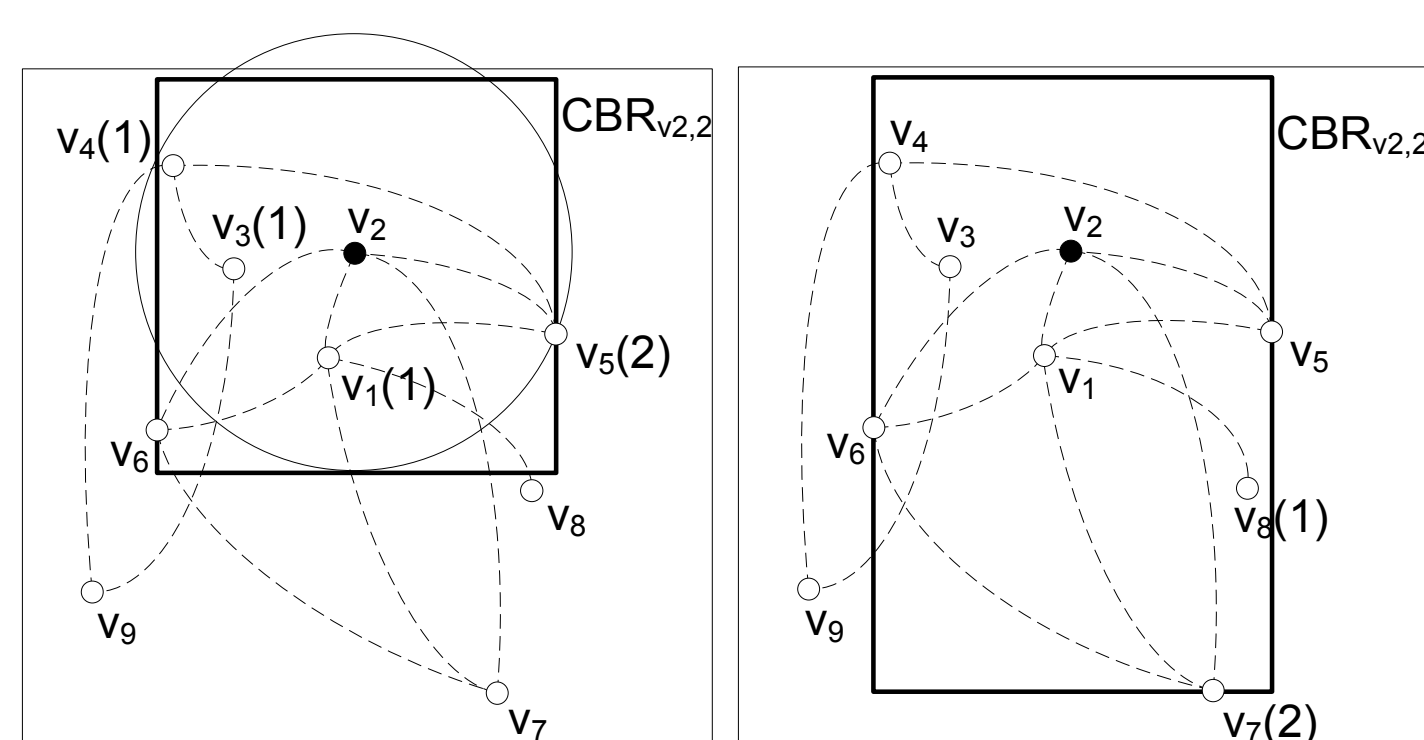 CBRv2,2
v4(1)
v3(1)
v2
v5(2)
v1(1)
v6
v8
v9
v7
CBRv2,2
v4
v3
v2
v5
v1
v6
v8(1)
v9
v7(2)